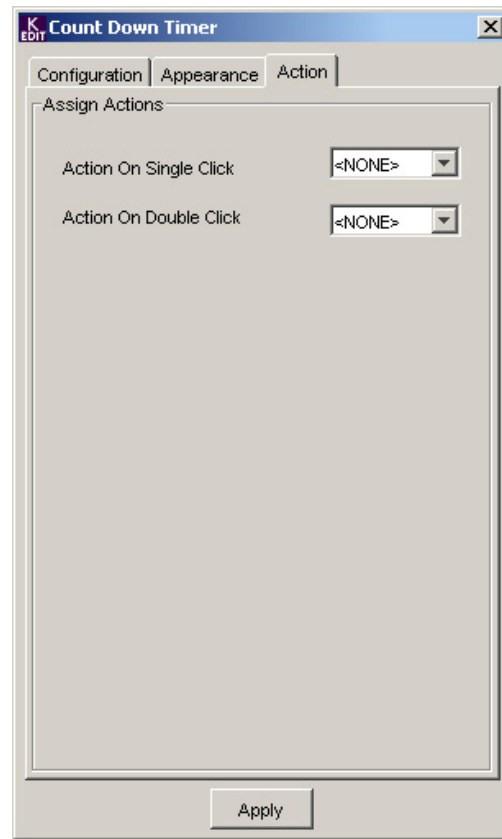 K EDIT Count Down Timer
Configuration Appearance Action
Assign Actions
Action On Single Click <NONE>
Action On Double Click <NONE>
Apply